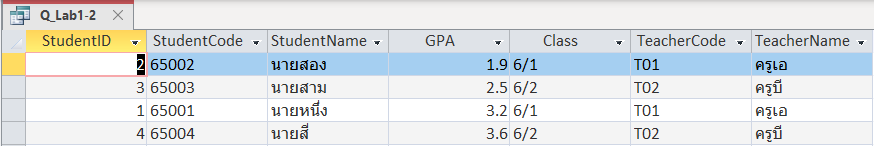 Q_Lab1-2
StudentID StudentCode StudentName GPA Class TeacherCode TeacherName
2 65002 นายสอง 1.9 6/1 T01 ครูเอ
3 65003 นายสาม 2.5 6/2 T02 ครูบี
1 65001 นายหนึ่ง 3.2 6/1 T01 ครูเอ
4 65004 นายสี่ 3.6 6/2 T02 ครูบี